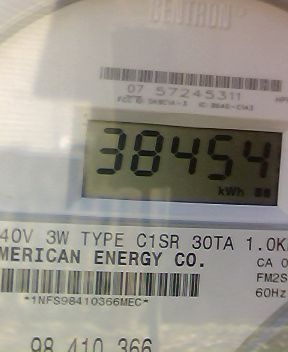 CENTRON®
07 57245311
38454
kWh
40V 3W TYPE C1SR 30TA 1.0K
MERICAN ENERGY CO.
CA 0
FM2S
60Hz
*1NFS98410366MEC*
98 410 366